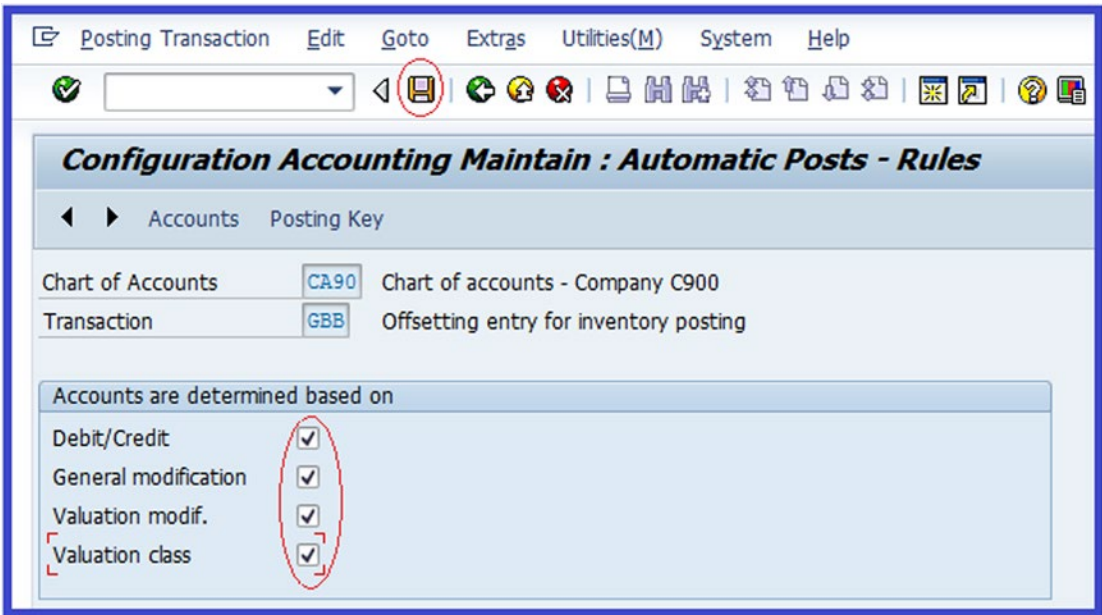 Posting Transaction Edit Goto Extras Utilities(M) System Help
Configuration Accounting Maintain : Automatic Posts - Rules
Accounts Posting Key
Chart of Accounts CA90 Chart of accounts - Company C900
Transaction GBB Offsetting entry for inventory posting
Accounts are determined based on
Debit/Credit
General modification
Valuation modif.
Valuation class